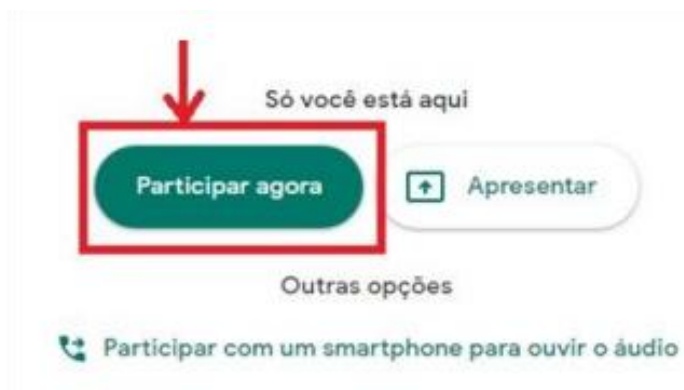 Só você está aqui
Participar agora
Apresentar
Outras opções
Participar com um smartphone para ouvir o áudio